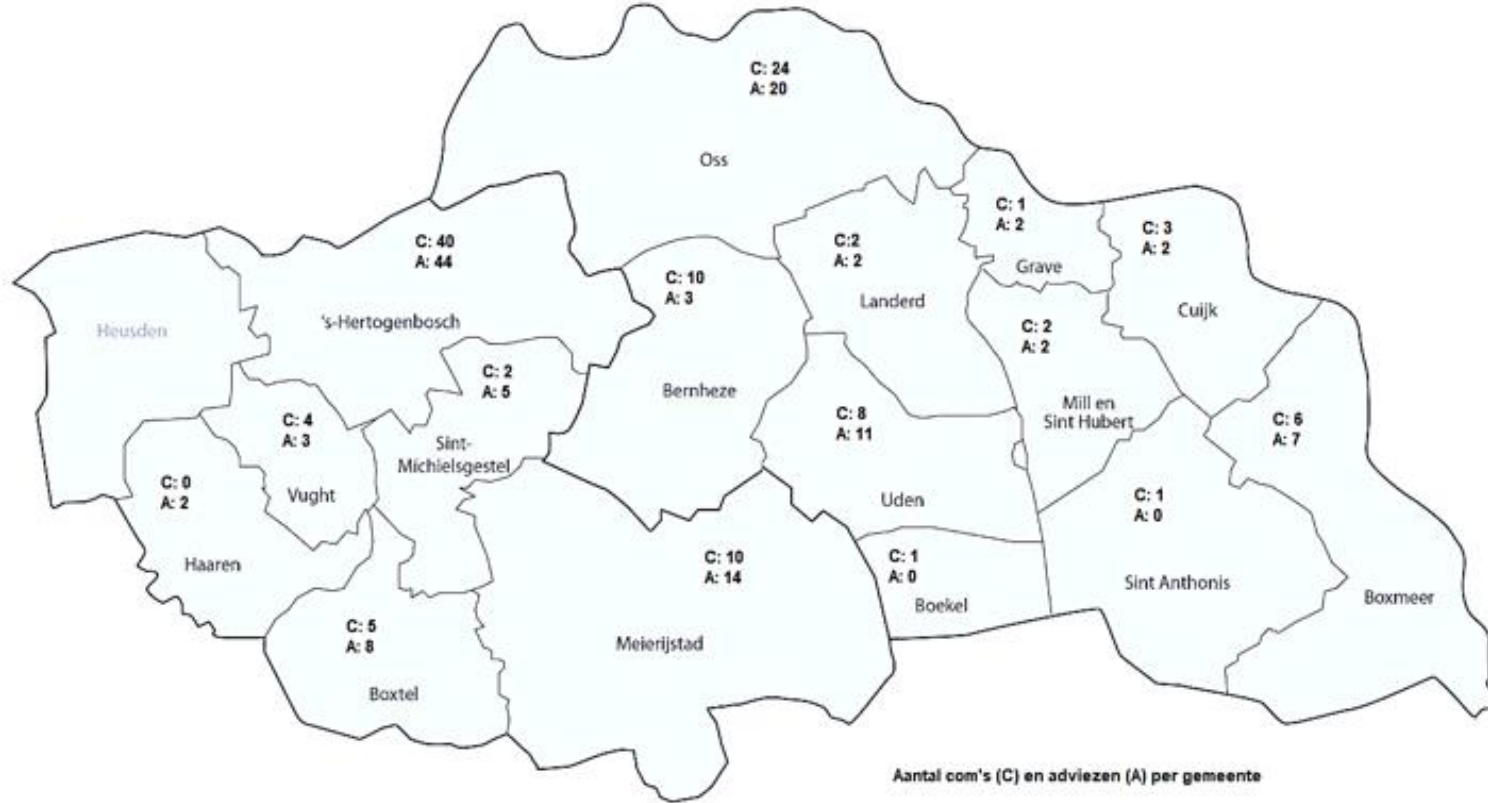 C: 24
A: 20
Oss
C: 40
A: 44
's-Hertogenbosch
Heusden
C: 10
A: 3
Bernheze
C:2
A: 2
Landerd
C: 1
A: 2
Grave
C: 3
A: 2
Cuijk
C: 2
A: 2
Mill en
Sint Hubert
C: 2
A: 5
Sint-
Michielsgestel
C: 4
A: 3
Vught
C: 0
A: 2
Haaren
C: 8
A: 11
Uden
C: 6
A: 7
Boxmeer
C: 1
A: 0
Sint Anthonis
C: 1
A: 0
Boekel
C: 10
A: 14
Meierijstad
C: 5
A: 8
Boxtel
Aantal com's (C) en adviezen (A) per gemeente